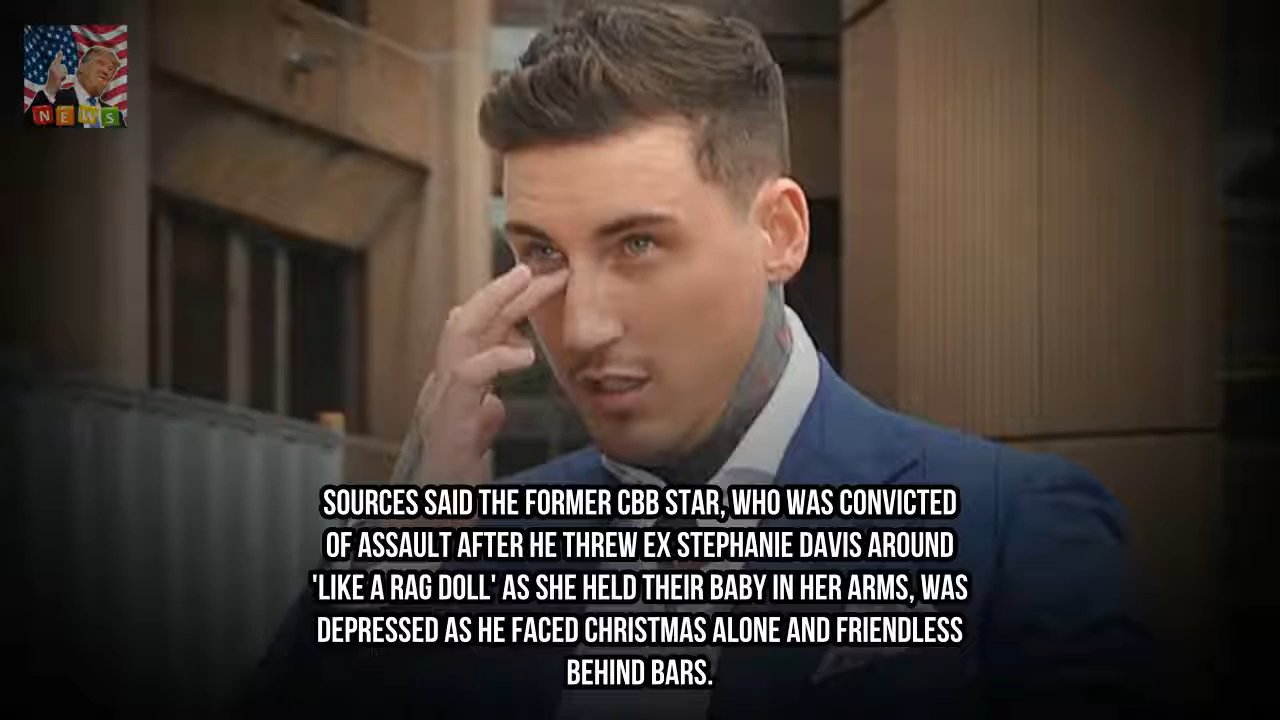 NEWS
SOURCES SAID THE FORMER CBB STAR, WHO WAS CONVICTED
OF ASSAULT AFTER HE THREW EX STEPHANIE DAVIS AROUND
'LIKE A RAG DOLL' AS SHE HELD THEIR BABY IN HER ARMS, WAS
DEPRESSED AS HE FACED CHRISTMAS ALONE AND FRIENDLESS
BEHIND BARS.